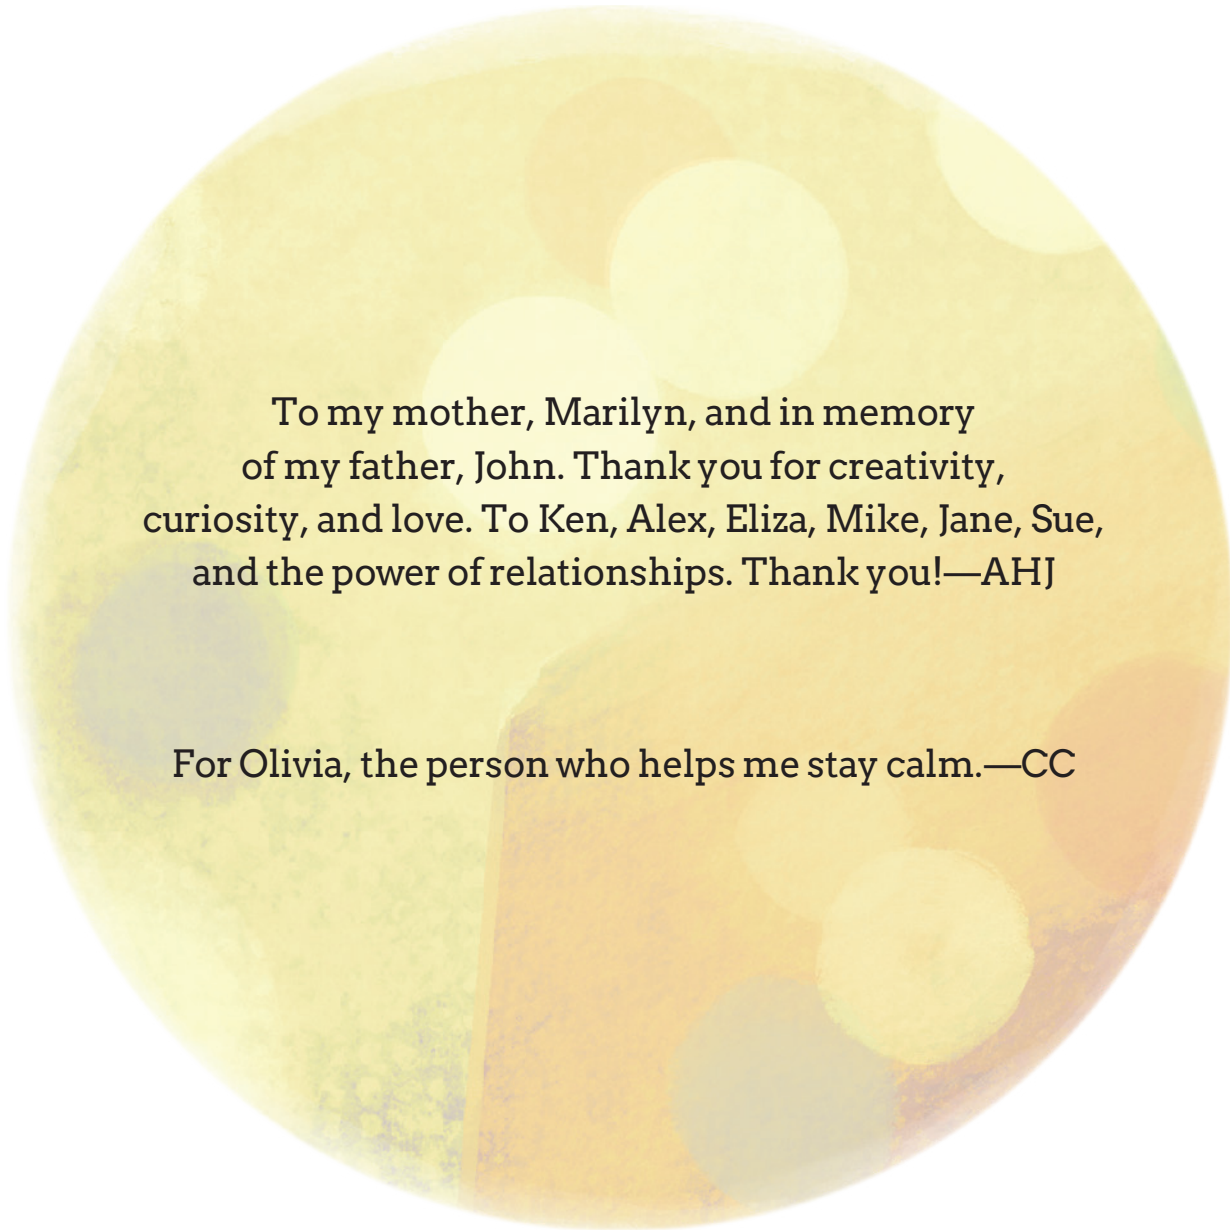 To my mother, Marilyn, and in memory
of my father, John. Thank you for creativity,
curiosity, and love. To Ken, Alex, Eliza, Mike, Jane, Sue,
and the power of relationships. Thank you!—AHJ
For Olivia, the person who helps me stay calm.—CC